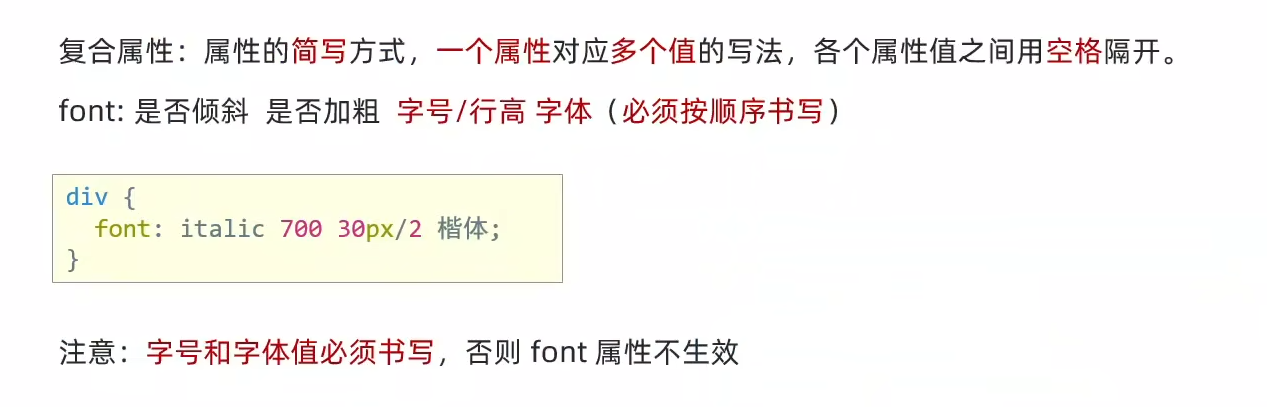 复合属性：属性的简写方式，一个属性对应多个值的写法，各个属性值之间用空格隔开。
font: 是否倾斜 是否加粗 字号/行高 字体（必须按顺序书写）
div {
  font: italic 700 30px/2 楷体;
}
注意：字号和字体值必须书写，否则 font 属性不生效